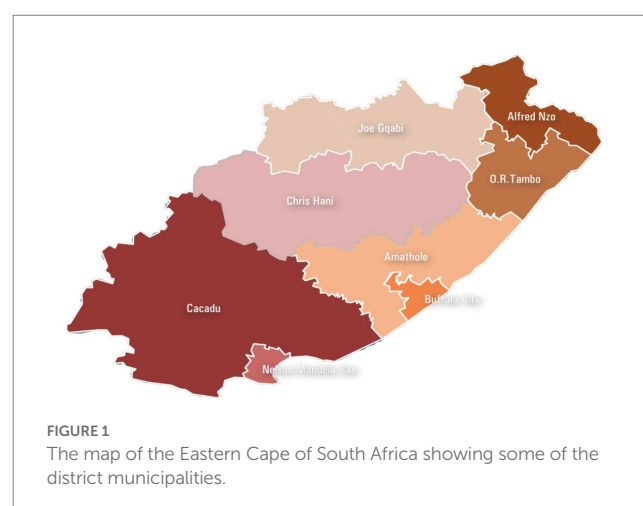 Alfred Nzo
Joe Gqabi
O.R.Tambo
Chris Hani
Amathole
Buffalo City
Cacadu
Nelson Mandela Bay
FIGURE 1
The map of the Eastern Cape of South Africa showing some of the
district municipalities.